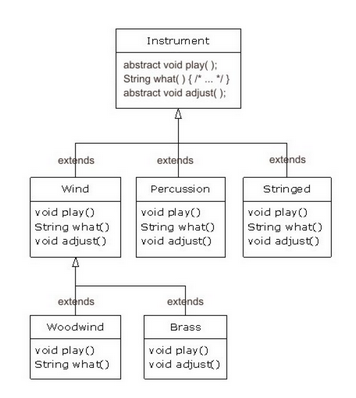 Instrument
abstract void play( );
String what( ) { /* ... */ }
abstract void adjust( );
extends extends extends
Wind Percussion Stringed
void play() void play() void play()
String what() String what() String what()
void adjust() void adjust() void adjust()
extends extends
Woodwind Brass
void play() void play()
String what() void adjust()